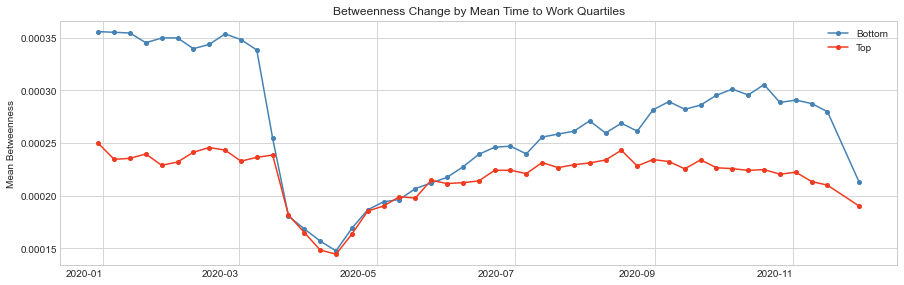 Betweenness Change by Mean Time to Work Quartiles
Mean Betweenness
0.00035
0.00030
0.00025
0.00020
0.00015
2020-01
2020-03
2020-05
2020-07
2020-09
2020-11
Bottom
Top